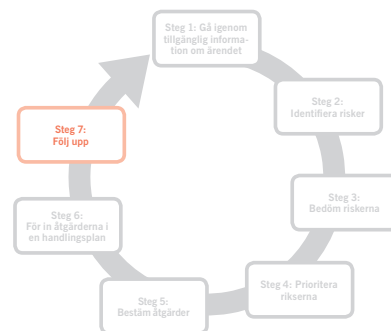 Steg 1: Gå igenom
tillgänglig informa-
tion om ärendet
Steg 2:
Identifiera risker
Steg 3:
Bedöm riskerna
Steg 4: Prioritera
rikserna
Steg 5:
Bestäm åtgärder
Steg 6:
För in åtgärderna i
en handlingsplan
Steg 7:
Följ upp